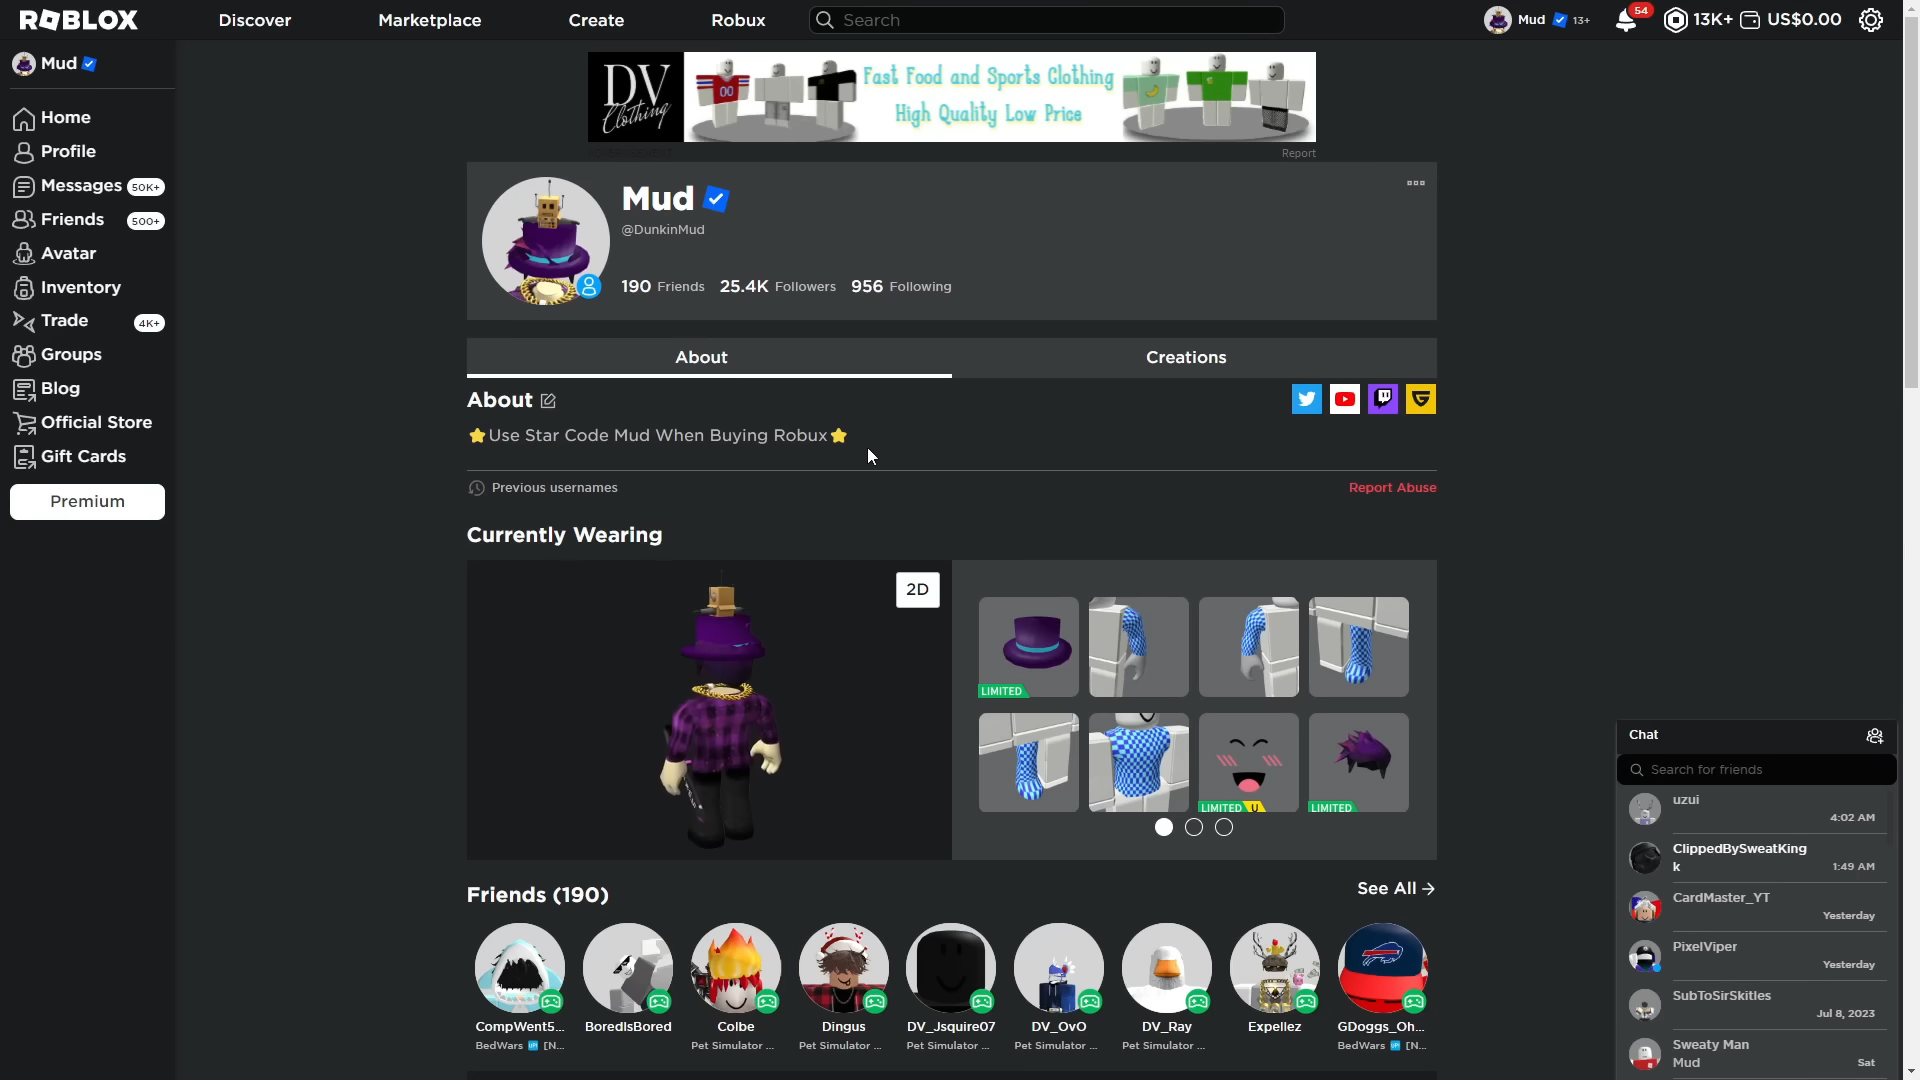 ROBLOX
Discover
Marketplace
Create
Robux
Search
Mud 13+
54
13K+
US$0.00
Mud
Home
Profile
Messages 50K+
Friends 500+
Avatar
Inventory
Trade 4K+
Groups
Blog
Official Store
Gift Cards
Premium
DV
Clothing
00
Fast Food and Sports Clothing
High Quality Low Price
Report
Mud
@DunkinMud
190 Friends 25.4K Followers 956 Following
About
Creations
About
⭐Use Star Code Mud When Buying Robux⭐
Previous usernames
Report Abuse
Currently Wearing
2D
LIMITED
LIMITED U
LIMITED
Friends (190)
See All →
CompWent5...
BedWars [N...
BoredIsBored
Colbe
Pet Simulator ...
Dingus
Pet Simulator ...
DV_Jsquire07
Pet Simulator ...
DV_OvO
Pet Simulator ...
DV_Ray
Pet Simulator ...
Expellez
GDoggs_Oh...
BedWars [N...
Chat
Search for friends
uzui
4:02 AM
ClippedBySweatKing
k 1:49 AM
CardMaster_YT
Yesterday
PixelViper
Yesterday
SubToSirSkitles
Jul 8, 2023
Sweaty Man
Mud Sat